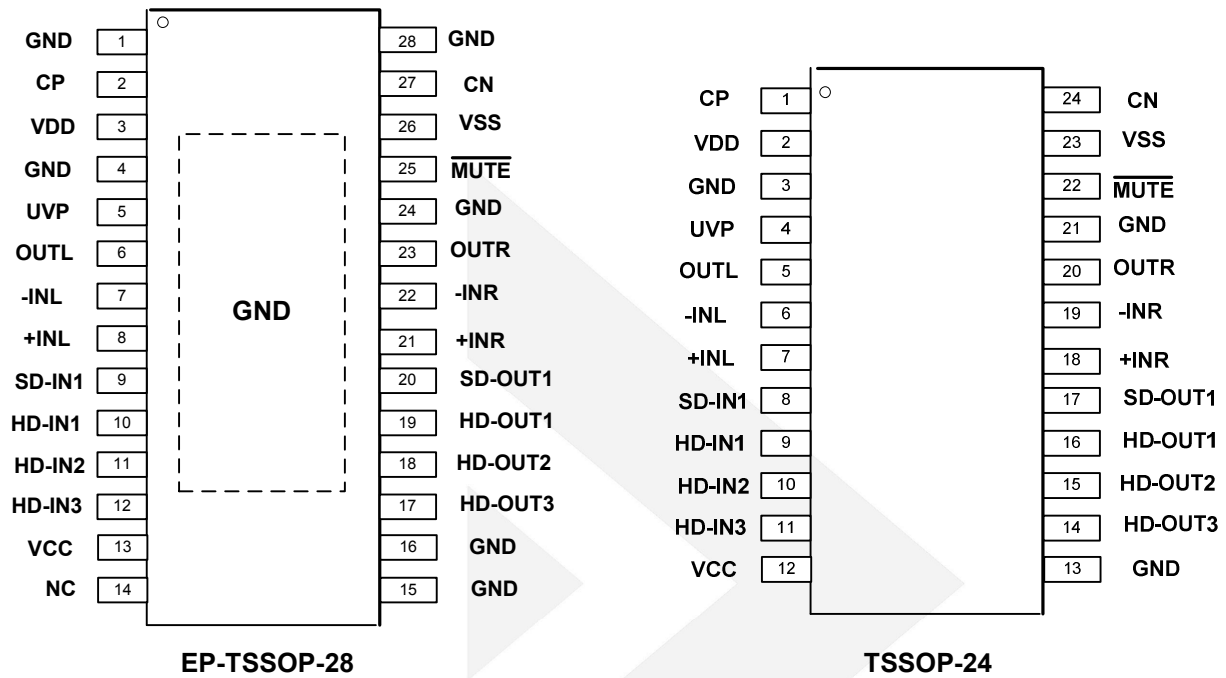 GND 1 28 GND
CP 2 27 CN
VDD 3 26 VSS
GND 4 25 MUTE
UVP 5 24 GND
OUTL 6 23 OUTR
-INL 7 22 -INR
+INL 8 21 +INR
SD-IN1 9 20 SD-OUT1
HD-IN1 10 19 HD-OUT1
HD-IN2 11 18 HD-OUT2
HD-IN3 12 17 HD-OUT3
VCC 13 16 GND
NC 14 15 GND
GND
EP-TSSOP-28
CP 1 24 CN
VDD 2 23 VSS
GND 3 22 MUTE
UVP 4 21 GND
OUTL 5 20 OUTR
-INL 6 19 -INR
+INL 7 18 +INR
SD-IN1 8 17 SD-OUT1
HD-IN1 9 16 HD-OUT1
HD-IN2 10 15 HD-OUT2
HD-IN3 11 14 HD-OUT3
VCC 12 13 GND
TSSOP-24